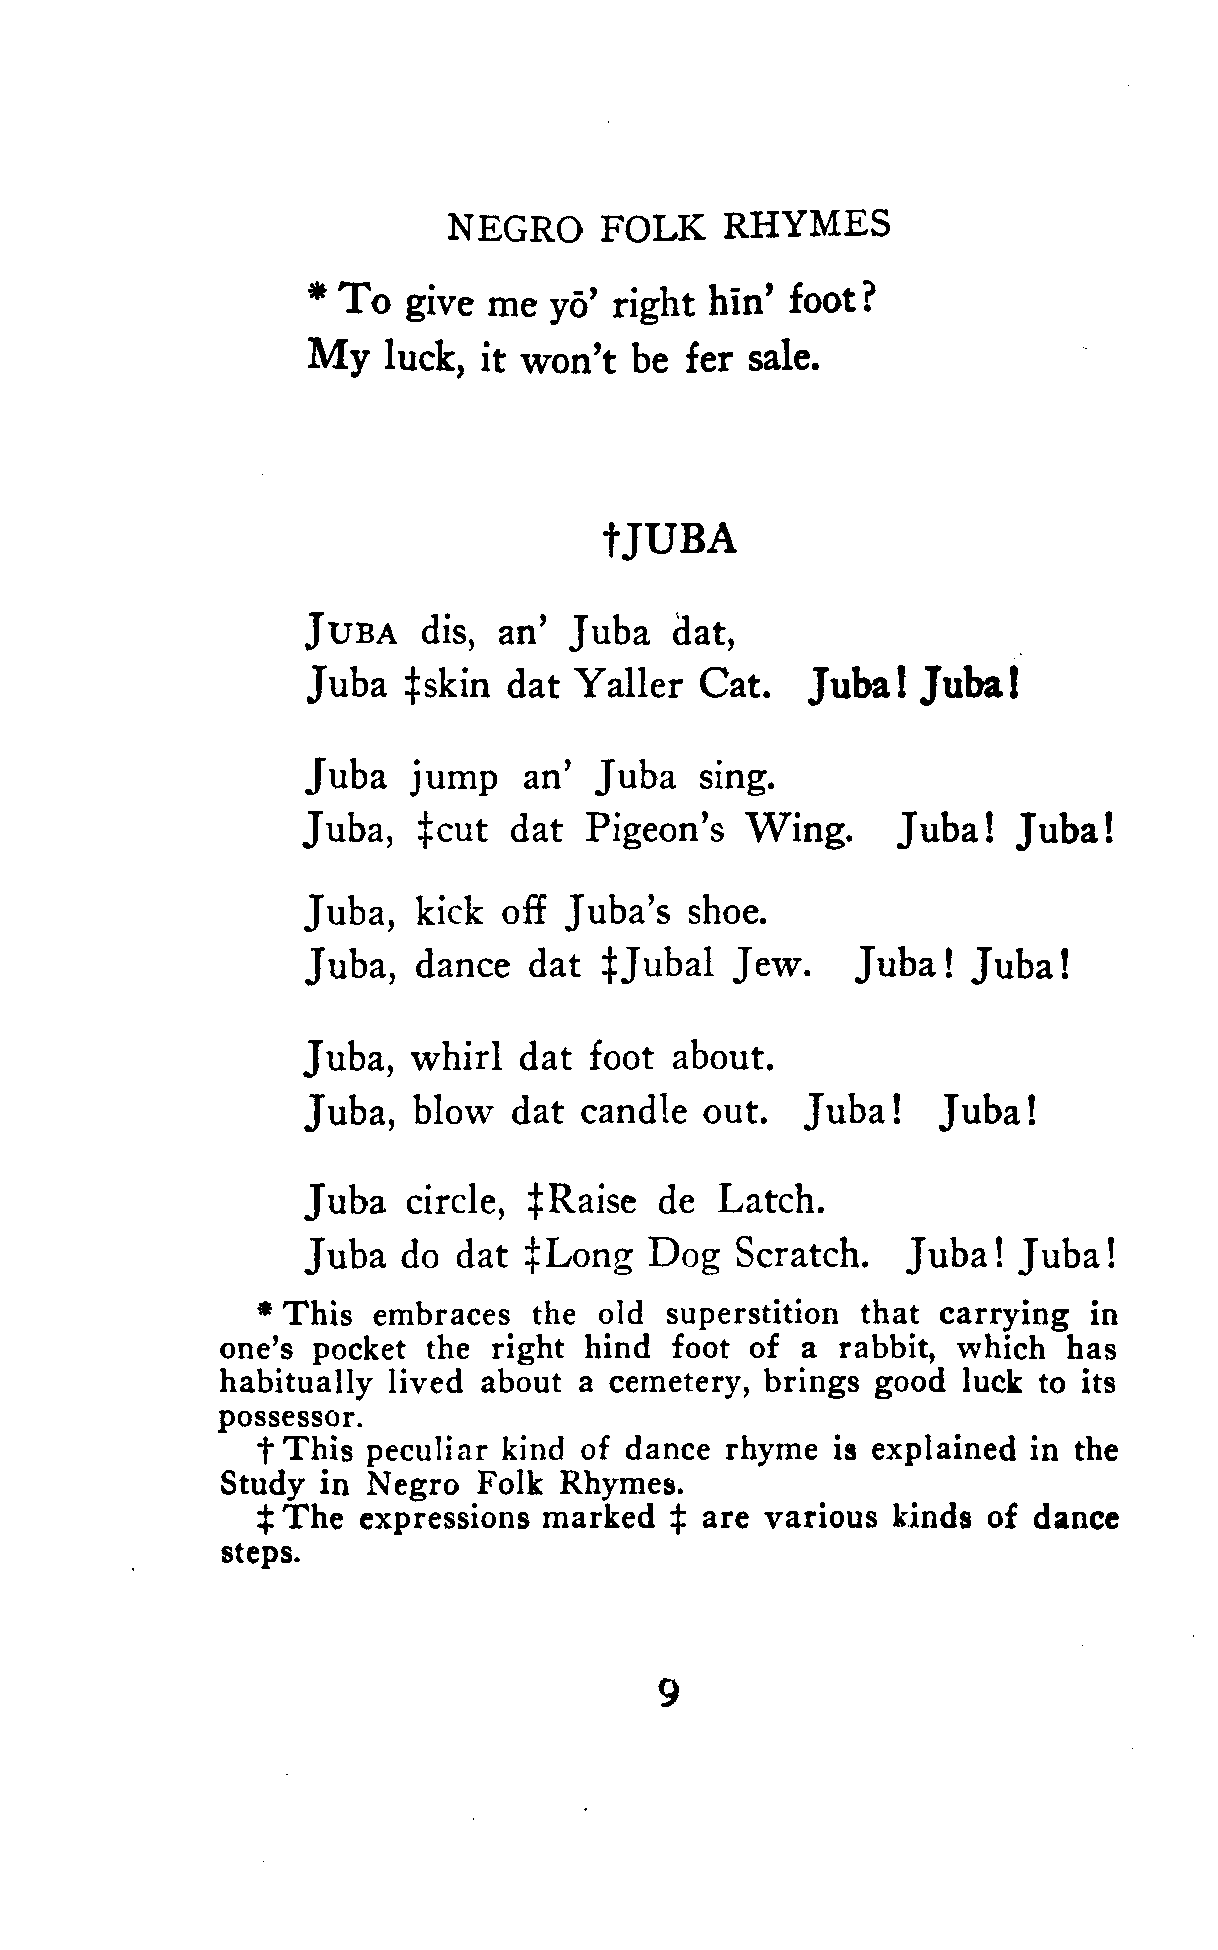 NEGRO FOLK RHYMES
* To give me yō' right hīn' foot?
My luck, it won't be fer sale.
†JUBA
JUBA dis, an' Juba dat,
Juba ‡skin dat Yaller Cat. Juba! Juba!
Juba jump an' Juba sing.
Juba, ‡cut dat Pigeon's Wing. Juba! Juba!
Juba, kick off Juba's shoe.
Juba, dance dat ‡Jubal Jew. Juba! Juba!
Juba, whirl dat foot about.
Juba, blow dat candle out. Juba! Juba!
Juba circle, ‡Raise de Latch.
Juba do dat ‡Long Dog Scratch. Juba! Juba!
* This embraces the old superstition that carrying in
one's pocket the right hind foot of a rabbit, which has
habitually lived about a cemetery, brings good luck to its
possessor.
† This peculiar kind of dance rhyme is explained in the
Study in Negro Folk Rhymes.
‡ The expressions marked ‡ are various kinds of dance
steps.
9